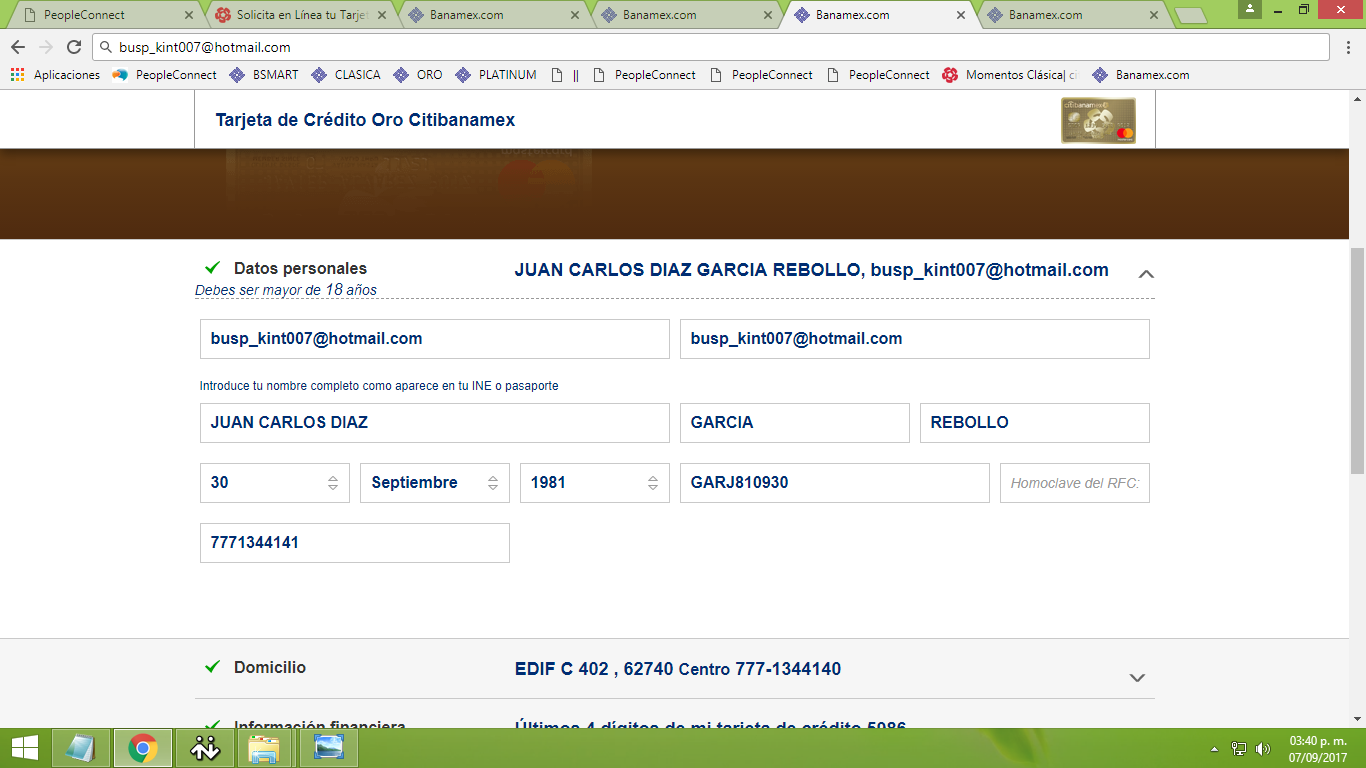 PeopleConnect
Solicita en Línea tu Tarje
Banamex.com
Banamex.com
Banamex.com
Banamex.com
busp_kint007@hotmail.com
Aplicaciones PeopleConnect BSMART CLASICA ORO PLATINUM || PeopleConnect PeopleConnect PeopleConnect Momentos Clásica| ci Banamex.com
Tarjeta de Crédito Oro Citibanamex
citibanamex
Datos personales JUAN CARLOS DIAZ GARCIA REBOLLO, busp_kint007@hotmail.com
Debes ser mayor de 18 años
busp_kint007@hotmail.com busp_kint007@hotmail.com
Introduce tu nombre completo como aparece en tu INE o pasaporte
JUAN CARLOS DIAZ GARCIA REBOLLO
30 Septiembre 1981 GARJ810930 Homoclave del RFC:
7771344141
Domicilio EDIF C 402 , 62740 Centro 777-1344140
Información financiera Últimos 4 dígitos de mi tarjeta de crédito 5086
03:40 p. m.
07/09/2017